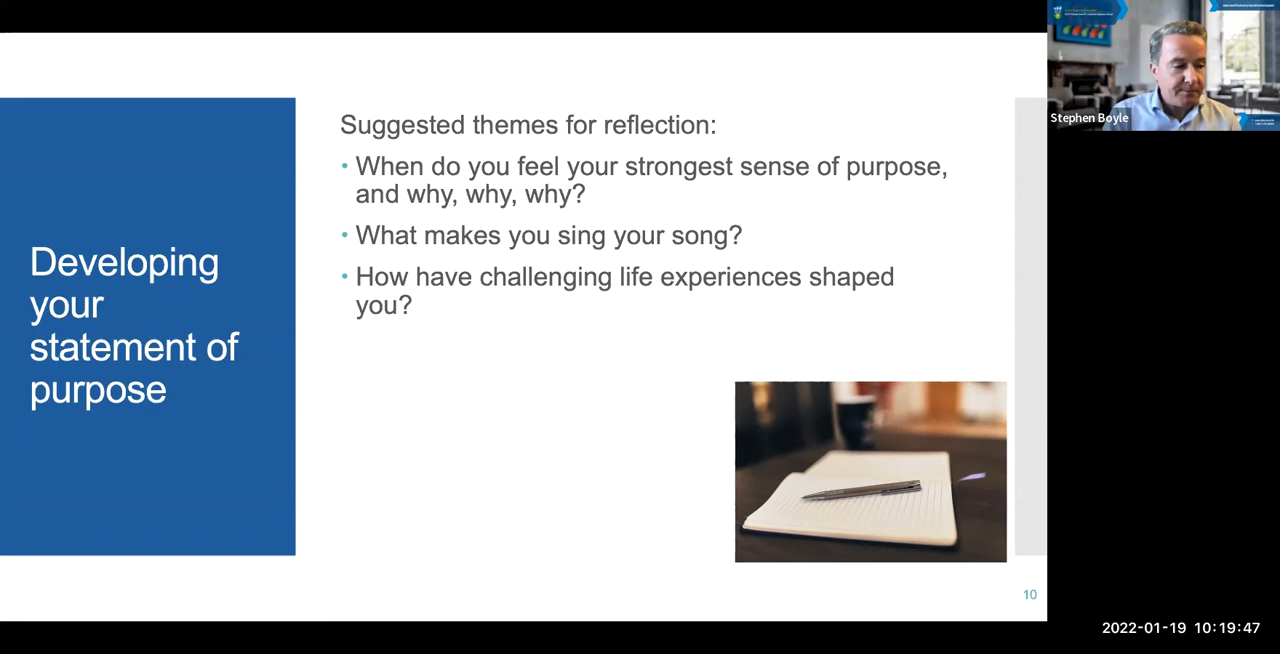 Developing
your
statement of
purpose
Suggested themes for reflection:
• When do you feel your strongest sense of purpose,
and why, why, why?
• What makes you sing your song?
• How have challenging life experiences shaped
you?
10
Stephen Boyle
2022-01-19 10:19:47